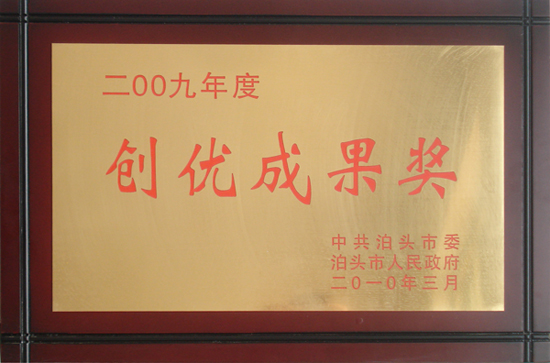 二00九年度
创优成果奖
中共泊头市委
泊头市人民政府
二0一0年三月